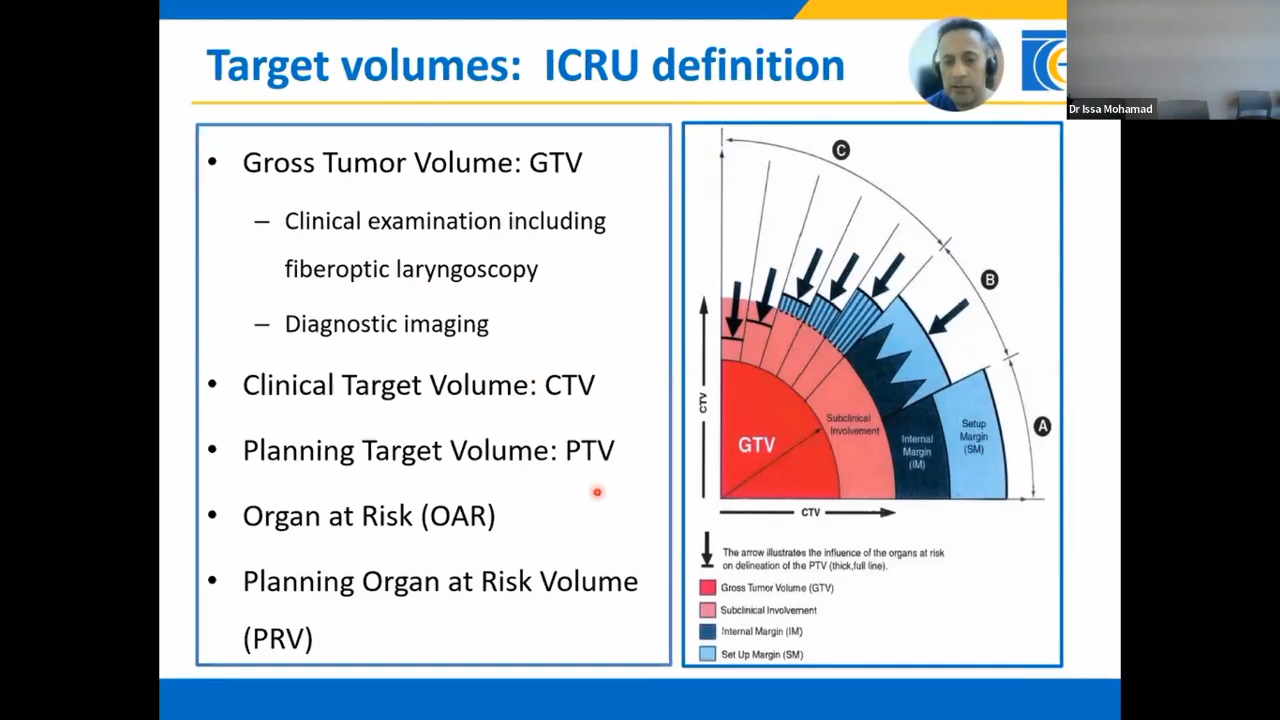 Target volumes: ICRU definition
Dr Issa Mohamad
• Gross Tumor Volume: GTV
– Clinical examination including
fiberoptic laryngoscopy
– Diagnostic imaging
• Clinical Target Volume: CTV
• Planning Target Volume: PTV
• Organ at Risk (OAR)
• Planning Organ at Risk Volume
(PRV)
C
B
A
CTV
GTV
Subclinical
Involvement
Internal
Margin
(IM)
Setup
Margin
(SM)
CTV
The arrow illustrates the influence of the organs at risk
on delineation of the PTV (thick,full line).
Gross Tumor Volume (GTV)
Subclinical Involvement
Internal Margin (IM)
Set Up Margin (SM)